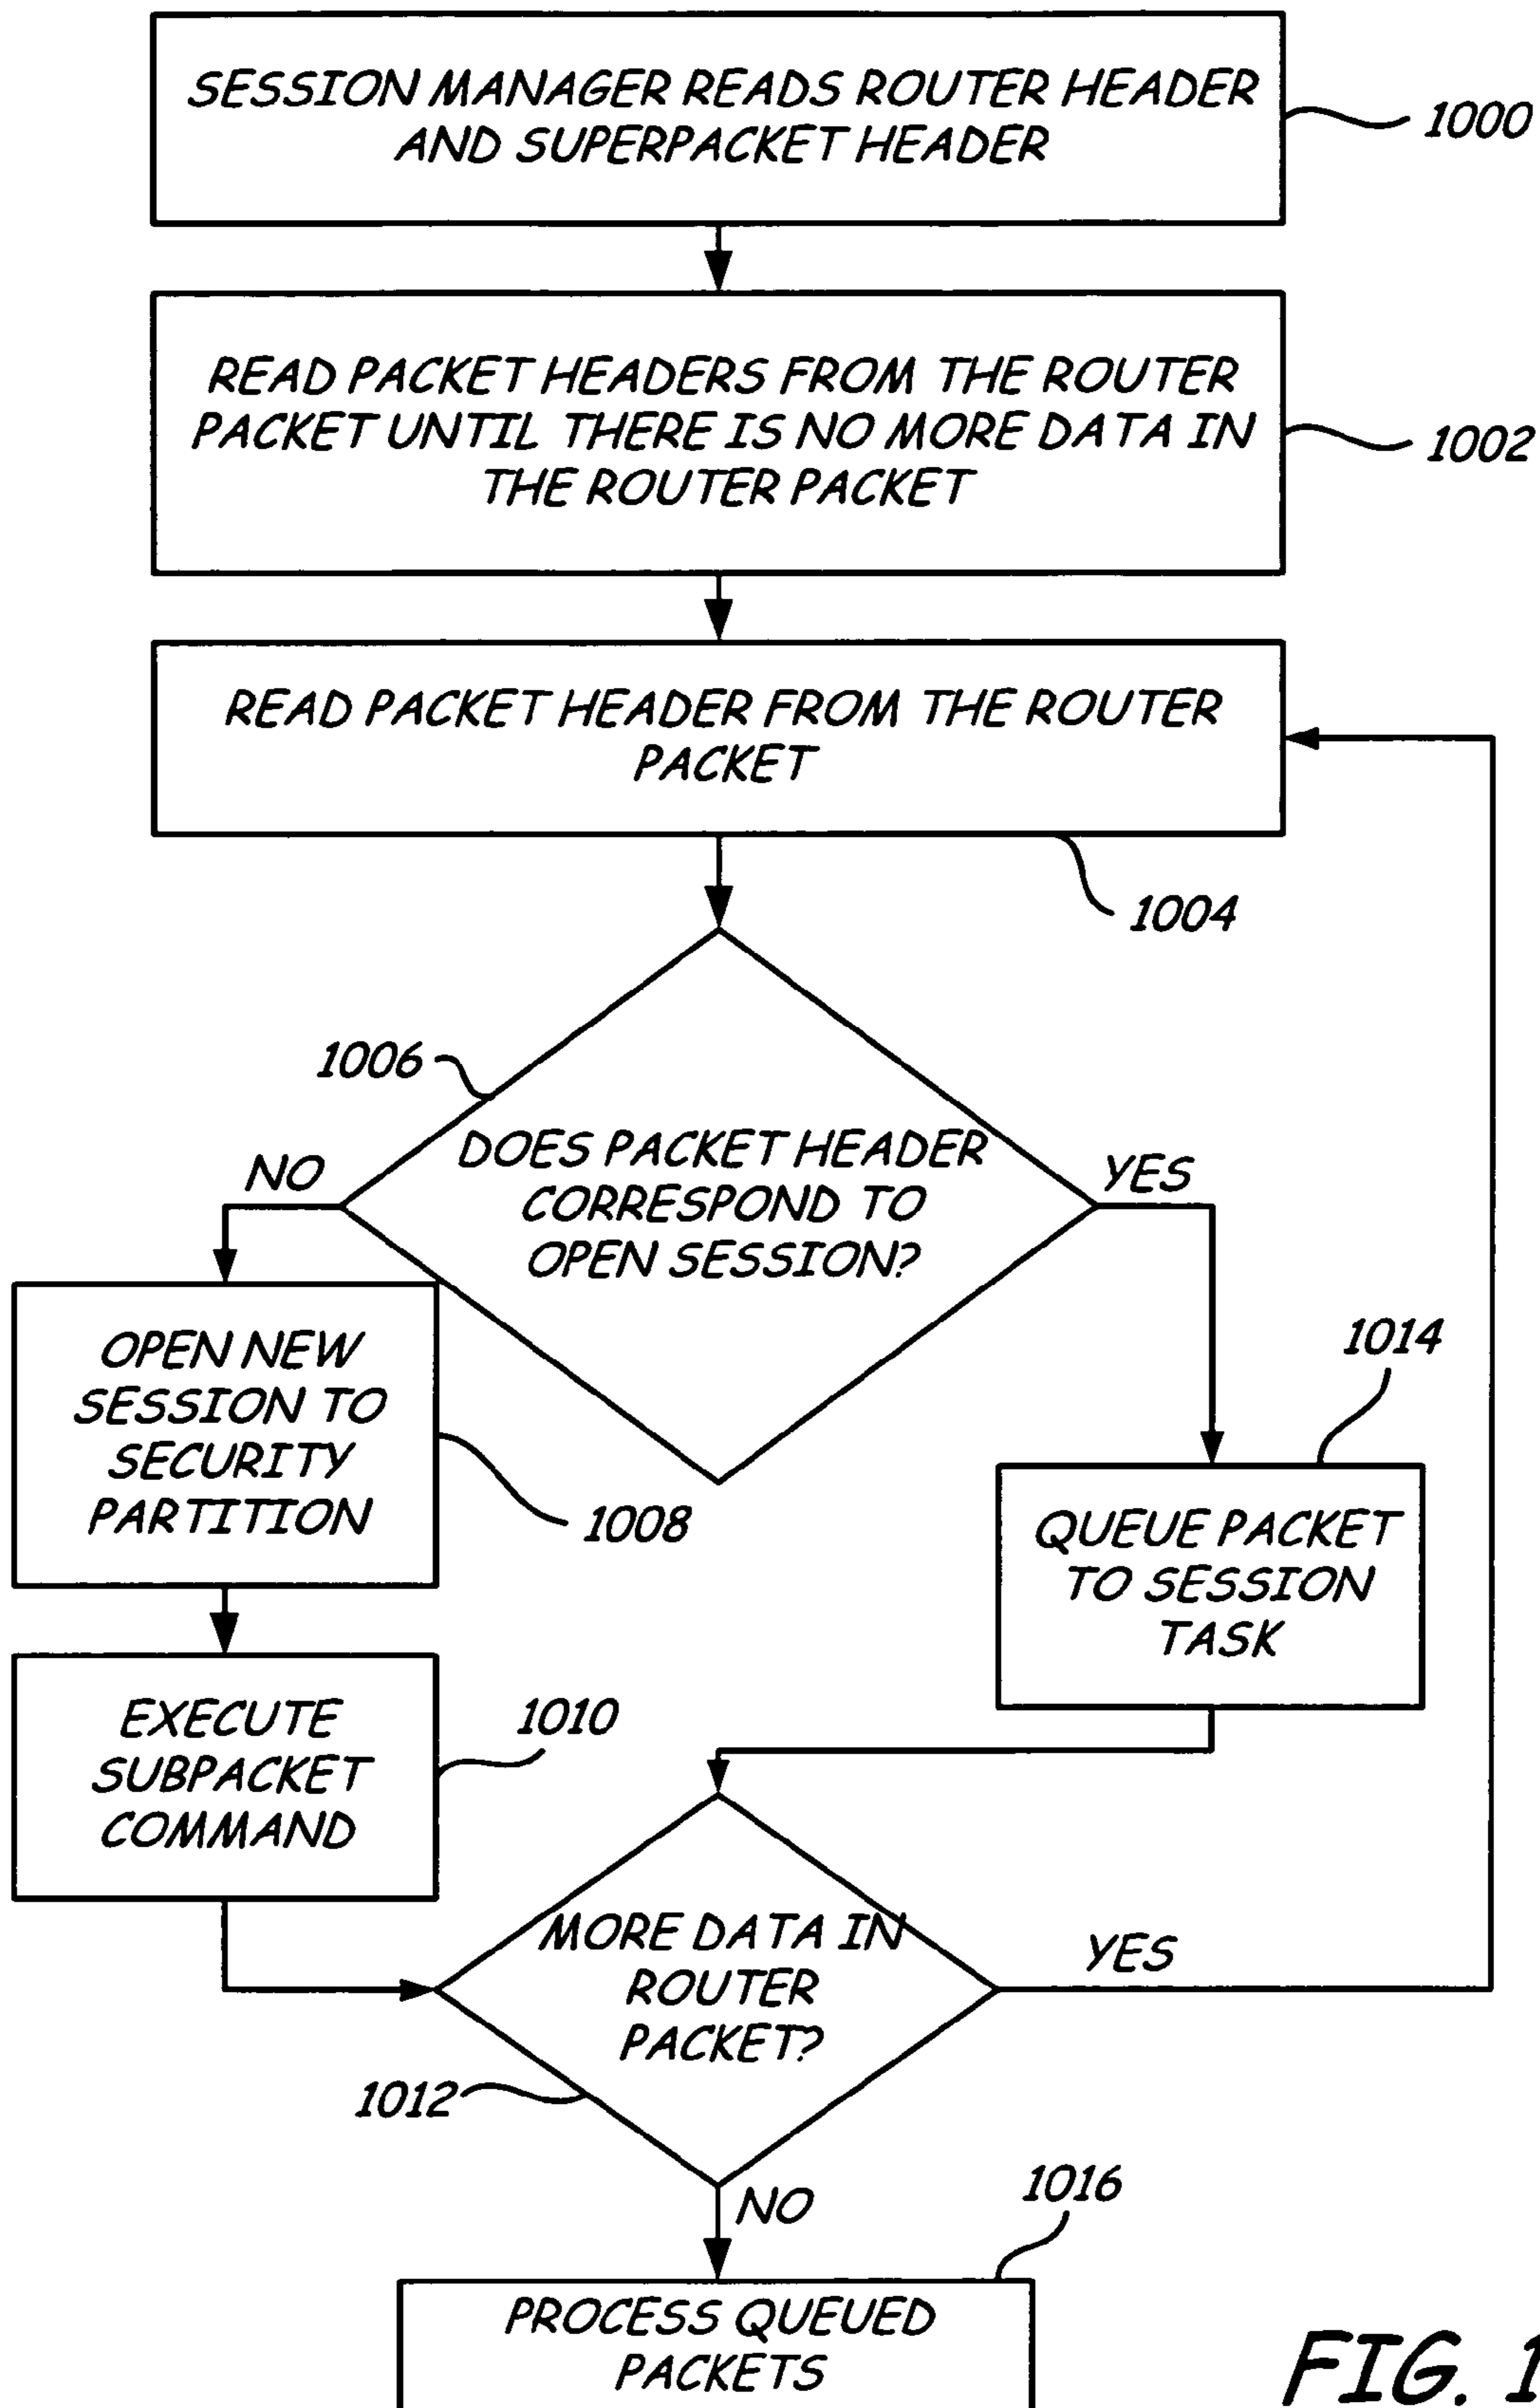 SESSION MANAGER READS ROUTER HEADER
AND SUPERPACKET HEADER
1000
READ PACKET HEADERS FROM THE ROUTER
PACKET UNTIL THERE IS NO MORE DATA IN
THE ROUTER PACKET
1002
READ PACKET HEADER FROM THE ROUTER
PACKET
1004
1006
DOES PACKET HEADER
CORRESPOND TO
OPEN SESSION?
NO
YES
OPEN NEW
SESSION TO
SECURITY
PARTITION
1008
1014
QUEUE PACKET
TO SESSION
TASK
EXECUTE
SUBPACKET
COMMAND
1010
MORE DATA IN
ROUTER
PACKET?
YES
1012
NO
1016
PROCESS QUEUED
PACKETS
FIG. 1